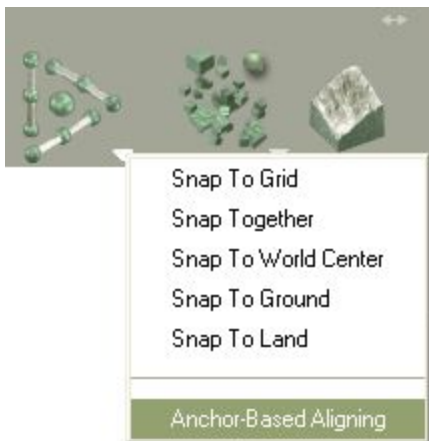 Snap To Grid
Snap Together
Snap To World Center
Snap To Ground
Snap To Land
Anchor-Based Aligning